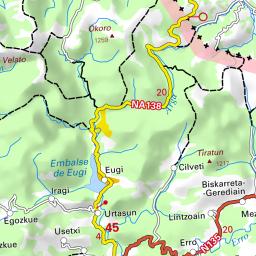 Okoro
1259
Velato
20
NA138
1178
Embalse
de Eugi
Tiratun
1217
Eugi
Cilveti
Iragi
Biskarreta-
Gerediain
Urtasun
Lintzoain
Egozkue
45
Usetxi
20
Erro